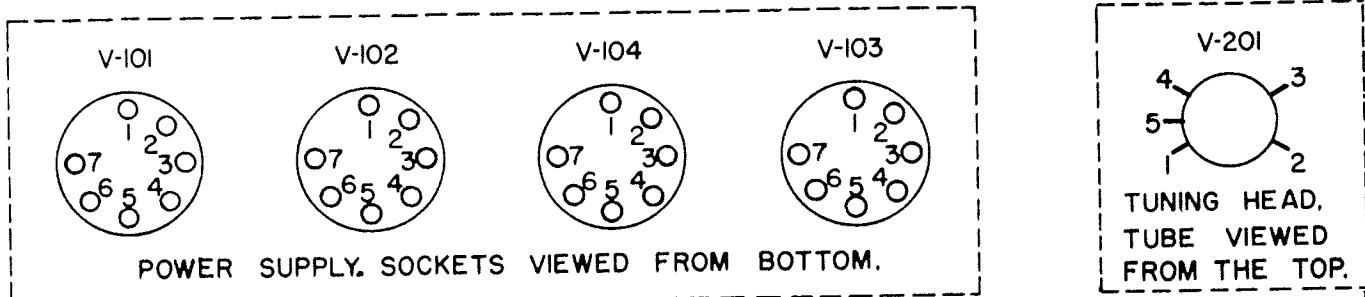 V-101 V-102 V-104 V-103
1 2 3 4 5 6 7
1 2 3 4 5 6 7
1 2 3 4 5 6 7
1 2 3 4 5 6 7
POWER SUPPLY. SOCKETS VIEWED FROM BOTTOM.
V-201
4 3
5
1 2
TUNING HEAD,
TUBE VIEWED
FROM THE TOP.